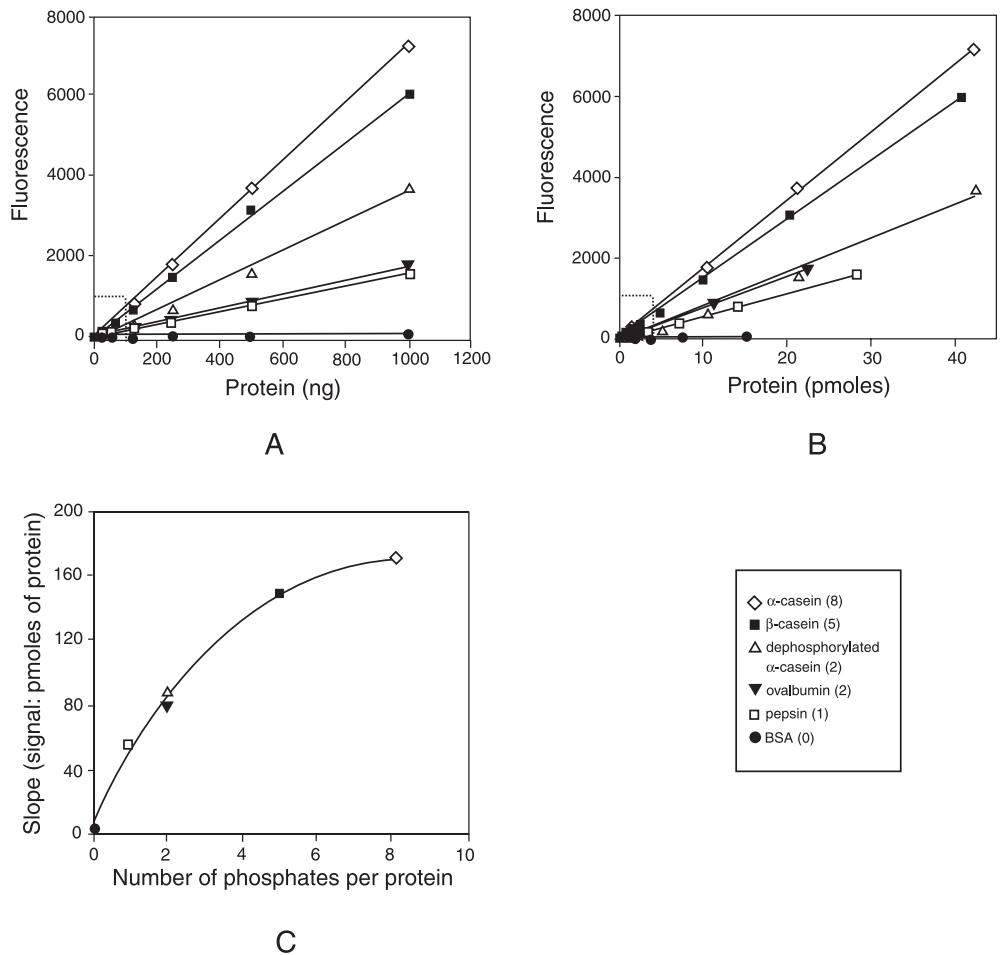 8000
6000
4000
2000
0
Fluorescence
0 200 400 600 800 1000 1200
Protein (ng)
A
8000
6000
4000
2000
0
Fluorescence
0 10 20 30 40
Protein (pmoles)
B
200
160
120
80
40
0
Slope (signal: pmoles of protein)
0 2 4 6 8 10
Number of phosphates per protein
C
α-casein (8)
β-casein (5)
dephosphorylated
α-casein (2)
ovalbumin (2)
pepsin (1)
BSA (0)